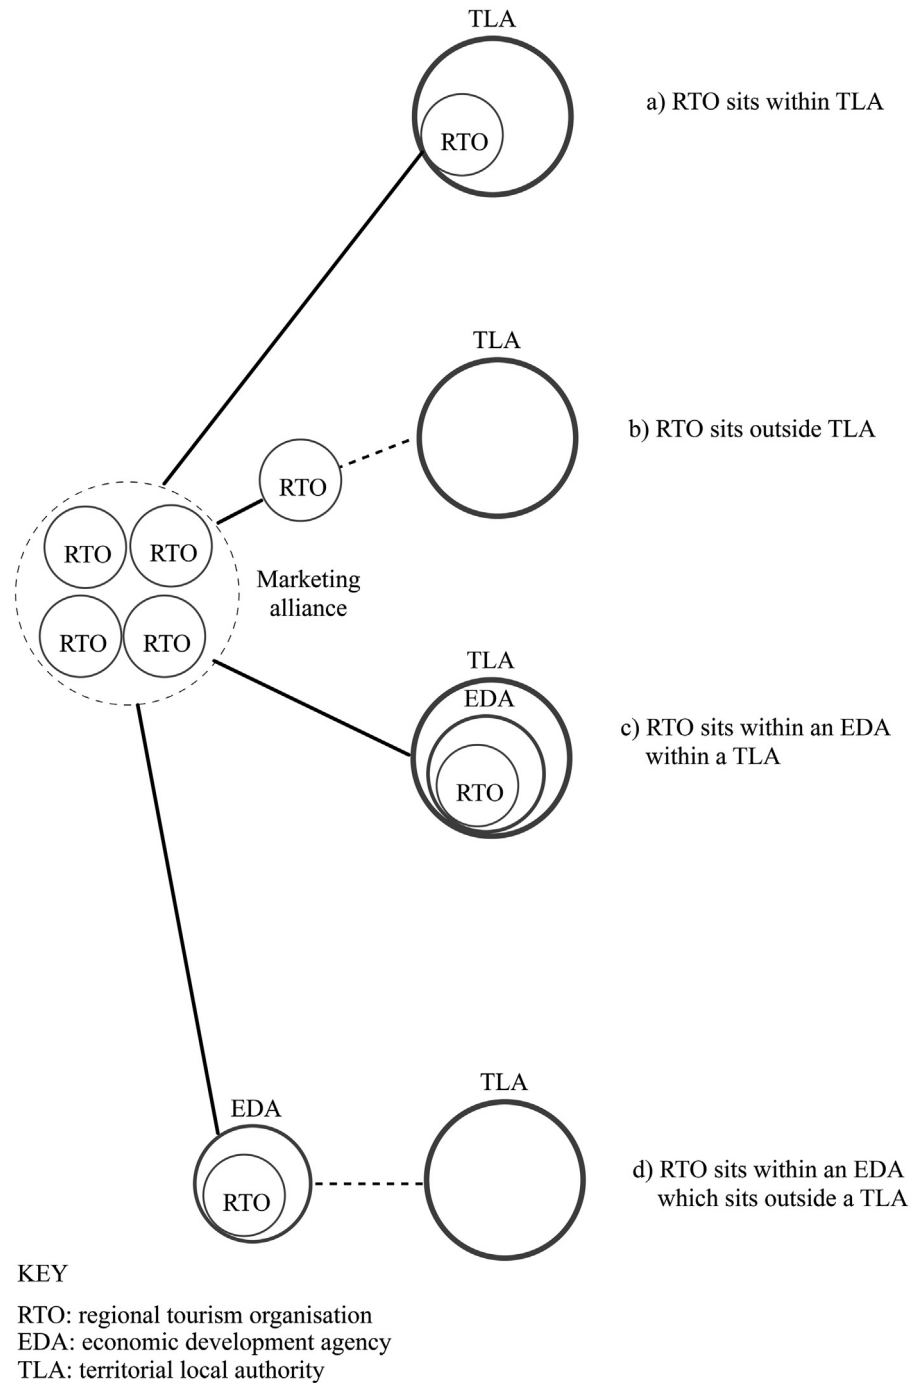 TLA
a) RTO sits within TLA
RTO
TLA
b) RTO sits outside TLA
RTO
RTO
RTO
Marketing
alliance
RTO
RTO
TLA
EDA
c) RTO sits within an EDA
within a TLA
RTO
TLA
EDA
d) RTO sits within an EDA
which sits outside a TLA
RTO
KEY
RTO: regional tourism organisation
EDA: economic development agency
TLA: territorial local authority